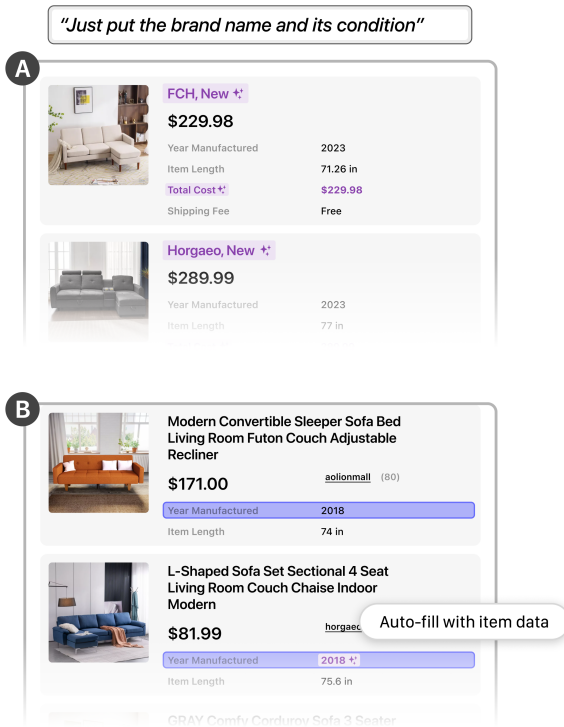 “Just put the brand name and its condition”
A
FCH, New
$229.98
Year Manufactured 2023
Item Length 71.26 in
Total Cost $229.98
Shipping Fee Free
Horgaeo, New
$289.99
Year Manufactured 2023
Item Length 77 in
B
Modern Convertible Sleeper Sofa Bed
Living Room Futon Couch Adjustable
Recliner
$171.00 aolionmall (80)
Year Manufactured 2018
Item Length 74 in
L-Shaped Sofa Set Sectional 4 Seat
Living Room Couch Chaise Indoor
Modern
$81.99 horgaeo
Auto-fill with item data
Year Manufactured 2018
Item Length 75.6 in
GRAY Comfy Corduroy Sofa 3 Seater